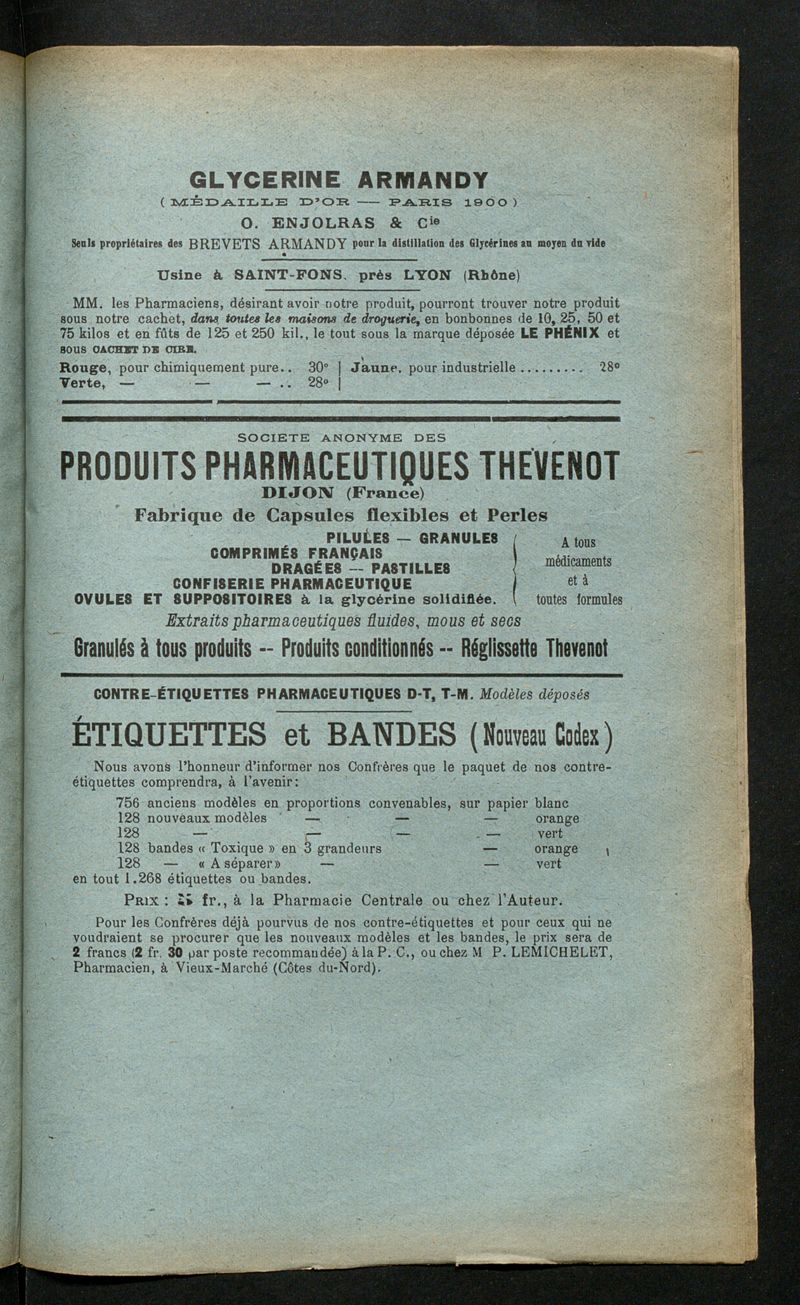 GLYCERINE ARMANDY
( MÉDAILLE D'OR — PARIS 1900 )
O. ENJOLRAS & Cie
Seuls propriétaires des BREVETS ARMANDY pour la distillation des Glycérines au moyen du vide
Usine à SAINT-FONS. près LYON (Rhône)
MM. les Pharmaciens, désirant avoir notre produit, pourront trouver notre produit
sous notre cachet, dans toutes les maisons de droguerie, en bonbonnes de 10, 25, 50 et
75 kilos et en fûts de 125 et 250 kil., le tout sous la marque déposée LE PHÉNIX et
sous CACHET DE CIRE.
Rouge, pour chimiquement pure.. 30° | Jaune. pour industrielle ......... 28°
Verte, — — — .. 28° |
SOCIETE ANONYME DES
PRODUITS PHARMACEUTIQUES THEVENOT
DIJON (France)
Fabrique de Capsules flexibles et Perles
PILULES — GRANULES
COMPRIMÉS FRANÇAIS
DRAGÉES — PASTILLES
CONFISERIE PHARMACEUTIQUE
OVULES ET SUPPOSITOIRES à la glycérine solidifiée.
A tous
médicaments
et à
toutes formules
Extraits pharmaceutiques fluides, mous et secs
Granulés à tous produits -- Produits conditionnés -- Réglissette Thevenot
CONTRE-ÉTIQUETTES PHARMACEUTIQUES D-T, T-M. Modèles déposés
ÉTIQUETTES et BANDES (Nouveau Codex)
Nous avons l'honneur d'informer nos Confrères que le paquet de nos contre-
étiquettes comprendra, à l'avenir:
756 anciens modèles en proportions convenables, sur papier blanc
128 nouveaux modèles — — — orange
128 — — — — vert
128 bandes « Toxique » en 3 grandeurs — orange
128 — « A séparer» — — vert
en tout 1.268 étiquettes ou bandes.
PRIX : fr., à la Pharmacie Centrale ou chez l'Auteur.
Pour les Confrères déjà pourvus de nos contre-étiquettes et pour ceux qui ne
voudraient se procurer que les nouveaux modèles et les bandes, le prix sera de
2 francs (2 fr. 30 par poste recommandée) à la P. C., ou chez M P. LEMICHELET,
Pharmacien, à Vieux-Marché (Côtes du-Nord).